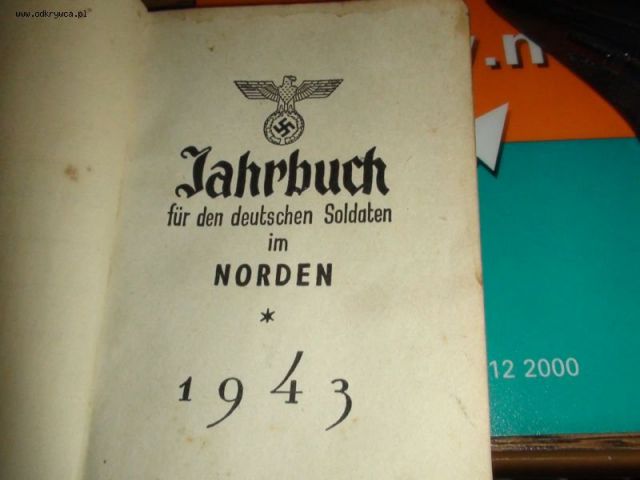 www.odkrywca.pl
Jahrbuch
für den deutschen Soldaten
im
NORDEN
*
1943
12 2000